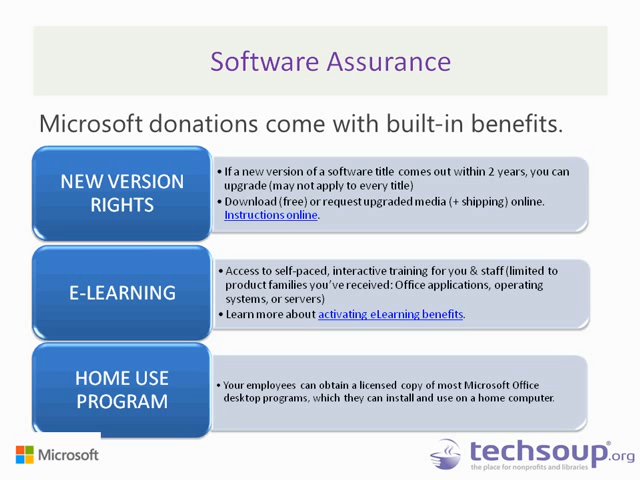 Software Assurance
Microsoft donations come with built-in benefits.
NEW VERSION
RIGHTS
• If a new version of a software title comes out within 2 years, you can
upgrade (may not apply to every title)
• Download (free) or request upgraded media (+ shipping) online.
Instructions online.
E-LEARNING
• Access to self-paced, interactive training for you & staff (limited to
product families you've received: Office applications, operating
systems, or servers)
• Learn more about activating eLearning benefits.
HOME USE
PROGRAM
• Your employees can obtain a licensed copy of most Microsoft Office
desktop programs, which they can install and use on a home computer.
Microsoft
techsoup.org
the place for nonprofits and libraries